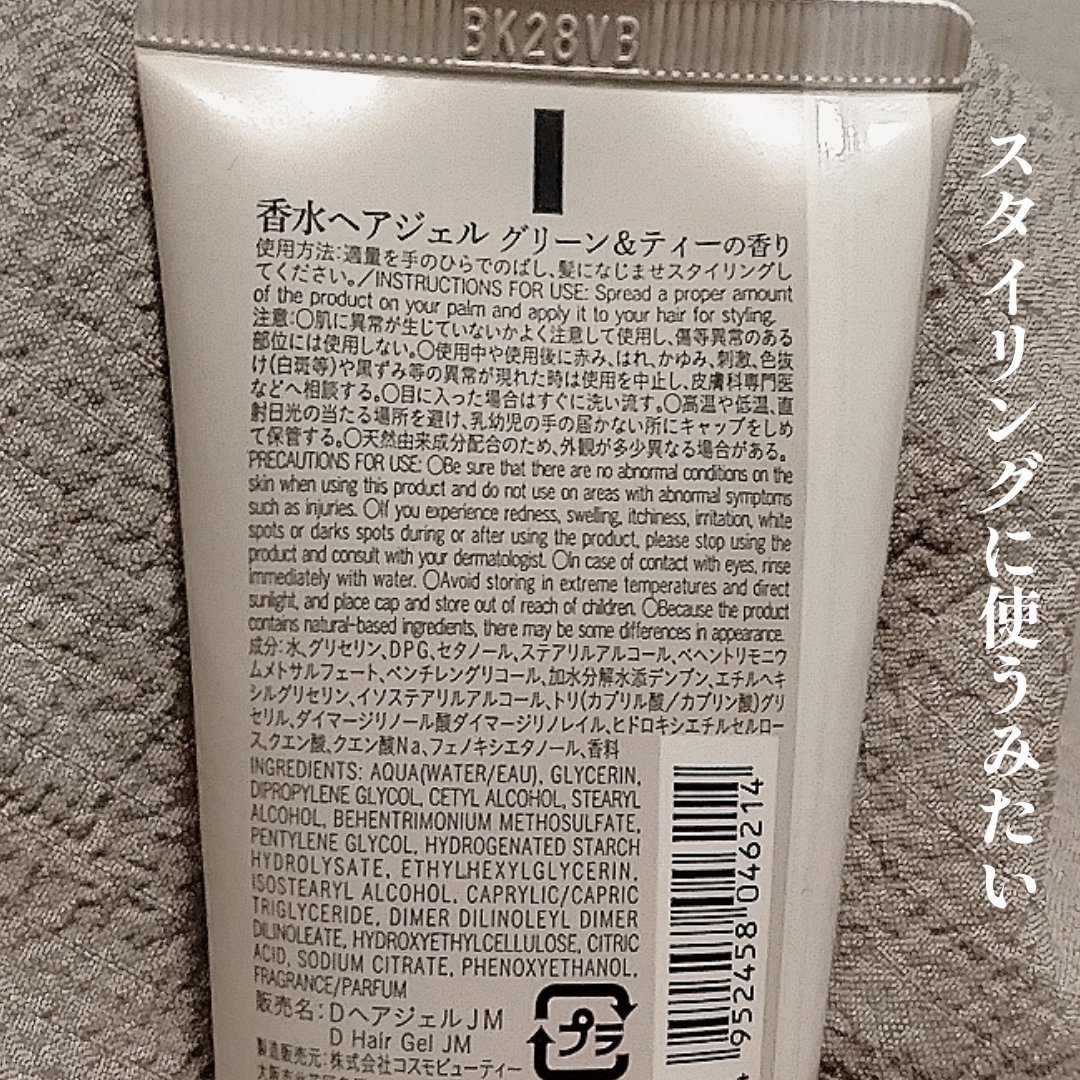 BK28VB
香水ヘアジェル グリーン&ティーの香り
使用方法:適量を手のひらでのばし、髪になじませスタイリングし
てください。/INSTRUCTIONS FOR USE: Spread a proper amount
of the product on your palm and apply it to your hair for styling.
注意:○肌に異常が生じていないかよく注意して使用し、傷等異常のある
部位には使用しない。○使用中や使用後に赤み、はれ、かゆみ、刺激、色抜
け(白斑等)や黒ずみ等の異常が現れた時は使用を中止し、皮膚科専門医
などへ相談する。○目に入った場合はすぐに洗い流す。○高温や低温、直
射日光の当たる場所を避け、乳幼児の手の届かない所にキャップをしめ
て保管する。○天然由来成分配合のため、外観が多少異なる場合がある。
PRECAUTIONS FOR USE: ○Be sure that there are no abnormal conditions on the
skin when using this product and do not use on areas with abnormal symptoms
such as injuries. ○If you experience redness, swelling, itchiness, irritation, white
spots or darks spots during or after using the product, please stop using the
product and consult with your dermatologist. ○In case of contact with eyes, rinse
immediately with water. ○Avoid storing in extreme temperatures and direct
sunlight, and place cap and store out of reach of children. ○Because the product
contains natural-based ingredients, there may be some differences in appearance.
成分:水、グリセリン、DPG、セタノール、ステアリルアルコール、ベヘントリモニウ
ムメトサルフェート、ペンチレングリコール、加水分解水添デンプン、エチルヘキ
シルグリセリン、イソステアリルアルコール、トリ(カプリル酸/カプリン酸)グリ
セリル、ダイマージリノール酸ダイマージリノレイル、ヒドロキシエチルセルロー
ス、クエン酸、クエン酸Na、フェノキシエタノール、香料
INGREDIENTS: AQUA(WATER/EAU), GLYCERIN,
DIPROPYLENE GLYCOL, CETYL ALCOHOL, STEARYL
ALCOHOL, BEHENTRIMONIUM METHOSULFATE,
PENTYLENE GLYCOL, HYDROGENATED STARCH
HYDROLYSATE, ETHYLHEXYLGLYCERIN,
ISOSTEARYL ALCOHOL, CAPRYLIC/CAPRIC
TRIGLYCERIDE, DIMER DILINOLEYL DIMER
DILINOLEATE, HYDROXYETHYLCELLULOSE, CITRIC
ACID, SODIUM CITRATE, PHENOXYETHANOL,
FRAGRANCE/PARFUM
販売名:DヘアジェルJM
D Hair Gel JM
製造販売元:株式会社コスモビューティー
プラ
952458 046214
スタイリングに使うみたい